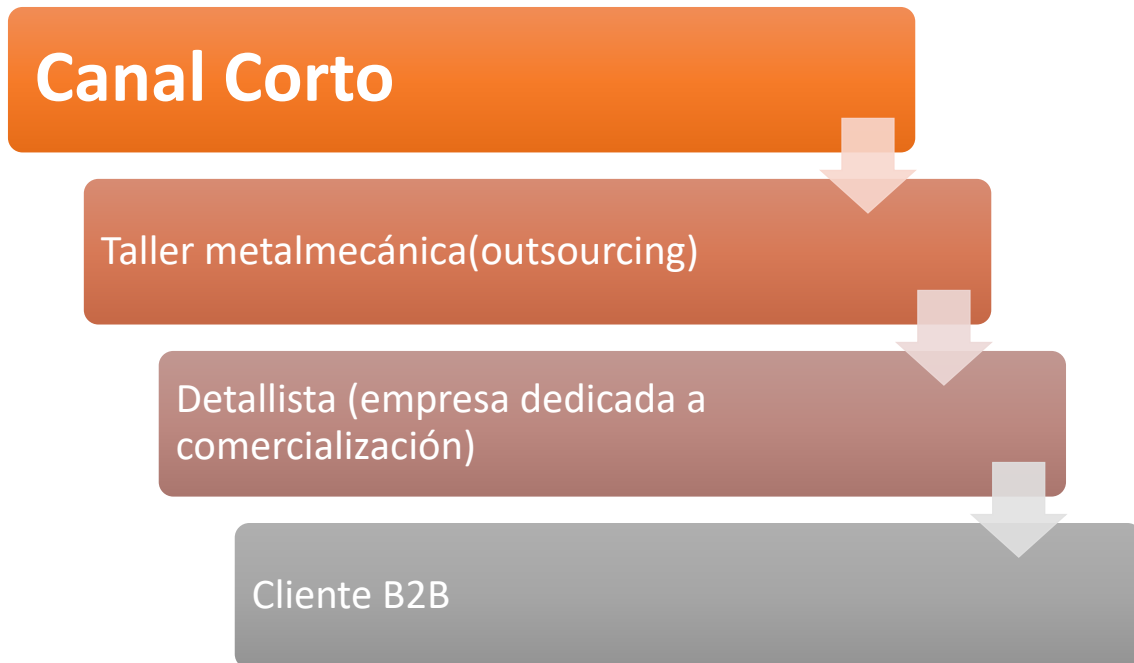 Canal Corto
Taller metalmecánica(outsourcing)
Detallista (empresa dedicada a
comercialización)
Cliente B2B